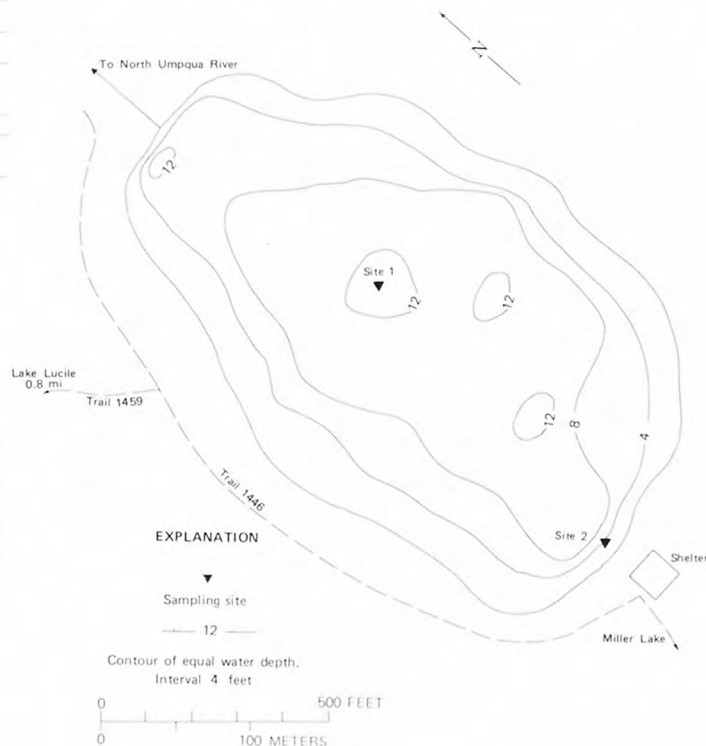 N
To North Umpqua River
12
Site 1
12
12
Lake Lucile
0.8 mi
Trail 1459
12
8
4
Trail 1446
EXPLANATION
Site 2
Shelter
Sampling site
12
Miller Lake
Contour of equal water depth.
Interval 4 feet
0 500 FEET
0 100 METERS